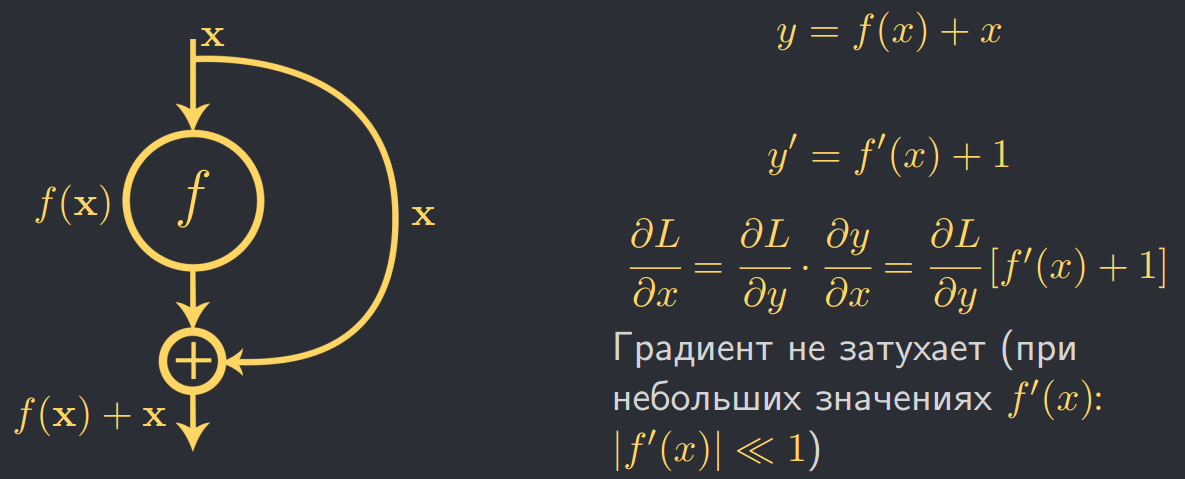 x
f(x)
f
x
+
f(x) + x
y = f(x) + x
y′ = f′(x) + 1
∂L/∂x = ∂L/∂y · ∂y/∂x = ∂L/∂y [f′(x) + 1]
Градиент не затухает (при
небольших значениях f′(x):
|f′(x)| ≪ 1)